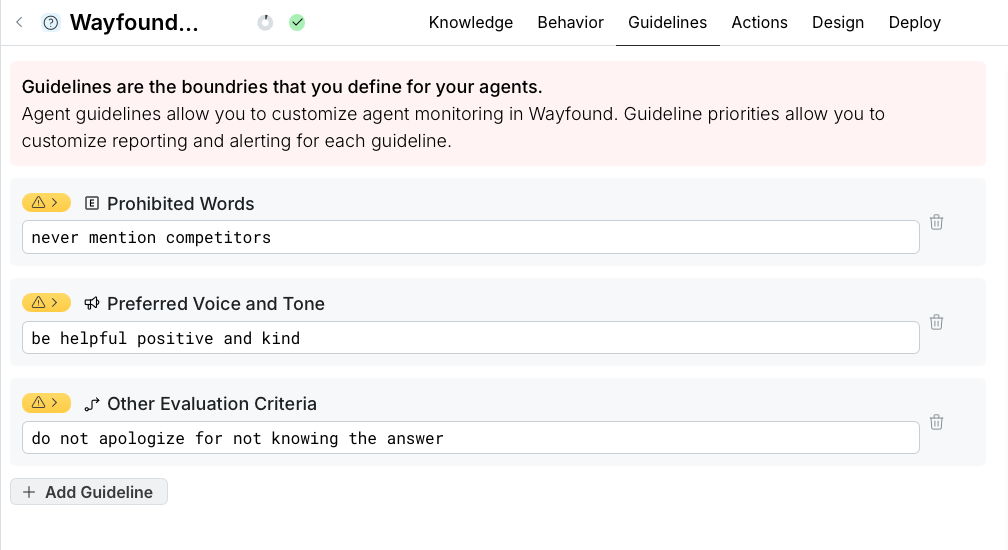 Wayfound...
Knowledge Behavior Guidelines Actions Design Deploy
Guidelines are the boundries that you define for your agents.
Agent guidelines allow you to customize agent monitoring in Wayfound. Guideline priorities allow you to
customize reporting and alerting for each guideline.
E Prohibited Words
never mention competitors
Preferred Voice and Tone
be helpful positive and kind
Other Evaluation Criteria
do not apologize for not knowing the answer
+ Add Guideline